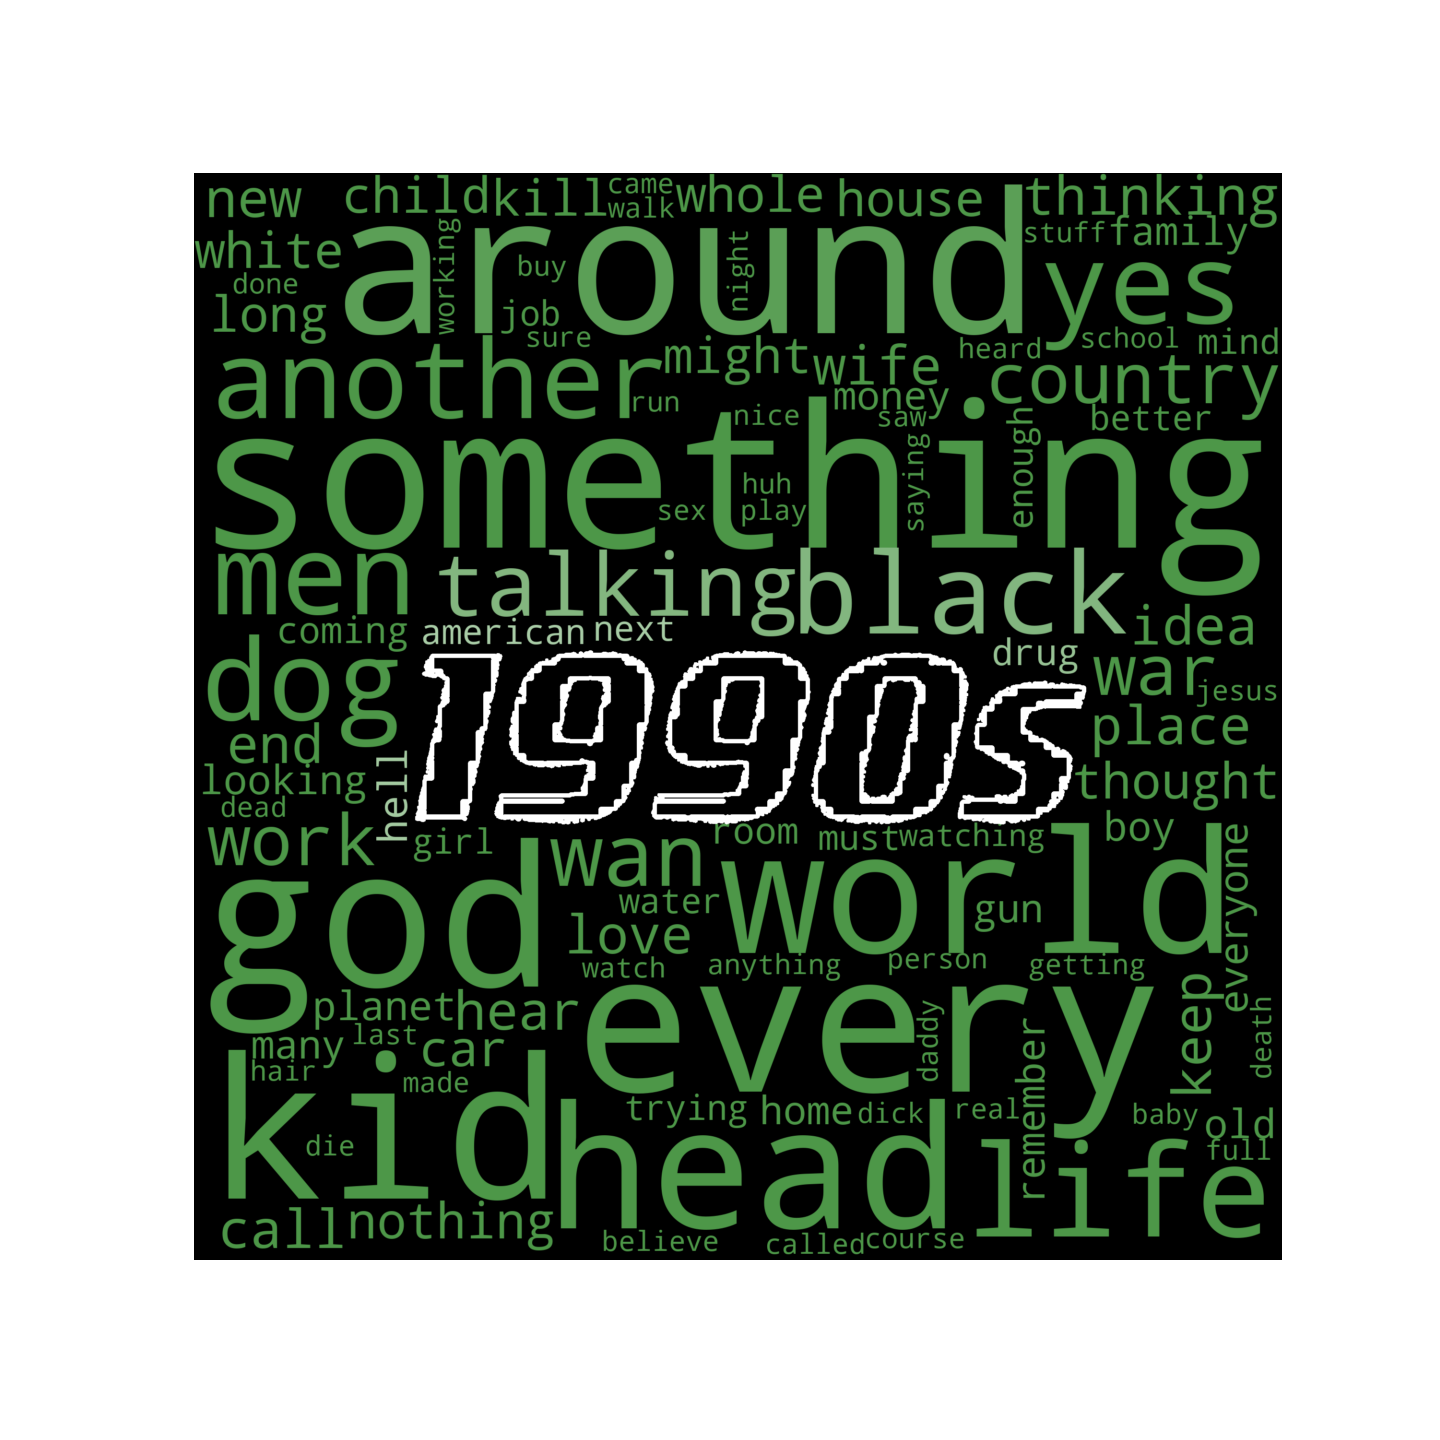 new child kill came whole house thinking
walk
white around stuff family
working buy night yes
done
long job school mind
sure
another might wife heard country
run nice money saw better
something saying enough
huh
sex play
men talking black idea
coming american next drug war jesus
dog 1990s place
end
looking hell thought
dead
work girl room must watching boy everyone
god wan world
water gun
love
watch anything person getting
planet hear every keep
many last car daddy remember death
hair made
kid trying home dick real baby old
die head life full
call nothing
believe called course